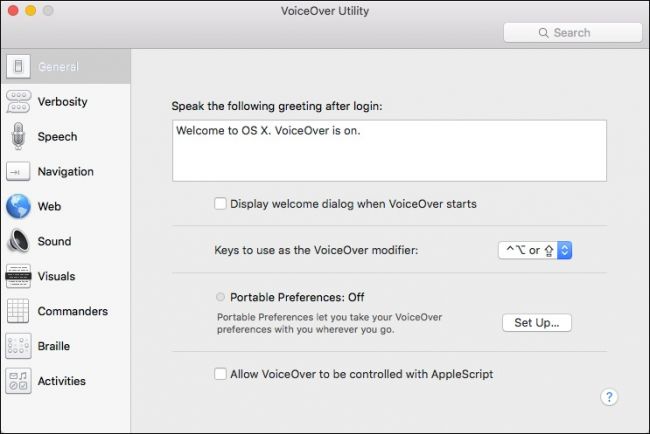 VoiceOver Utility
Search
General
Verbosity
Speech
Navigation
Web
Sound
Visuals
Commanders
Braille
Activities
Speak the following greeting after login:
Welcome to OS X. VoiceOver is on.
Display welcome dialog when VoiceOver starts
Keys to use as the VoiceOver modifier:
⌃⌥ or ⇪
Portable Preferences: Off
Portable Preferences let you take your VoiceOver
preferences with you wherever you go.
Set Up...
Allow VoiceOver to be controlled with AppleScript
?